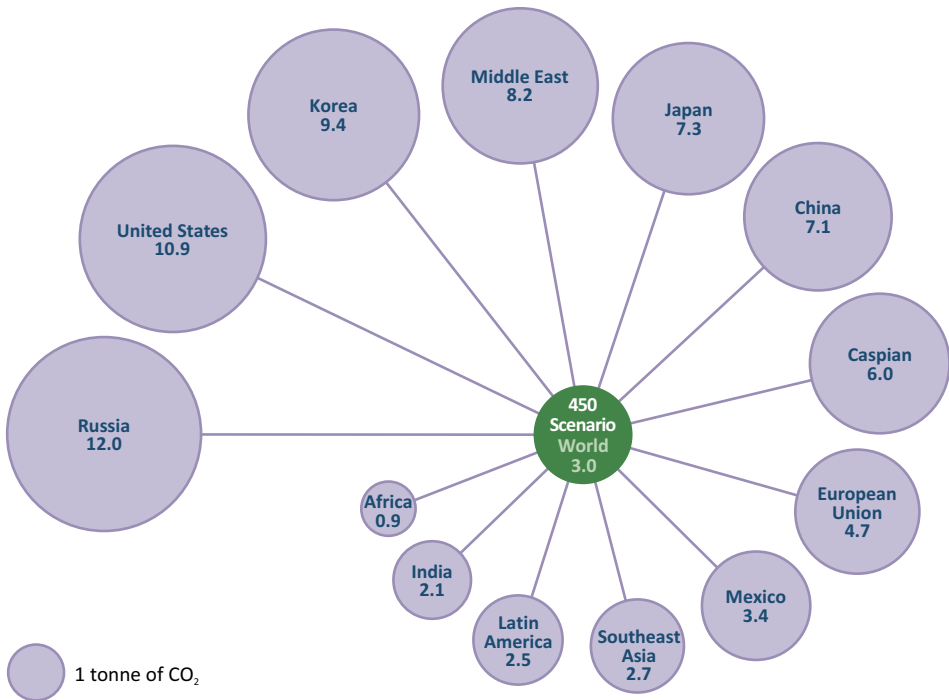 Middle East
8.2
Korea
9.4
Japan
7.3
United States
10.9
China
7.1
Caspian
6.0
Russia
12.0
450
Scenario
World
3.0
Africa
0.9
European
Union
4.7
India
2.1
Mexico
3.4
Latin
America
2.5
Southeast
Asia
2.7
1 tonne of CO₂